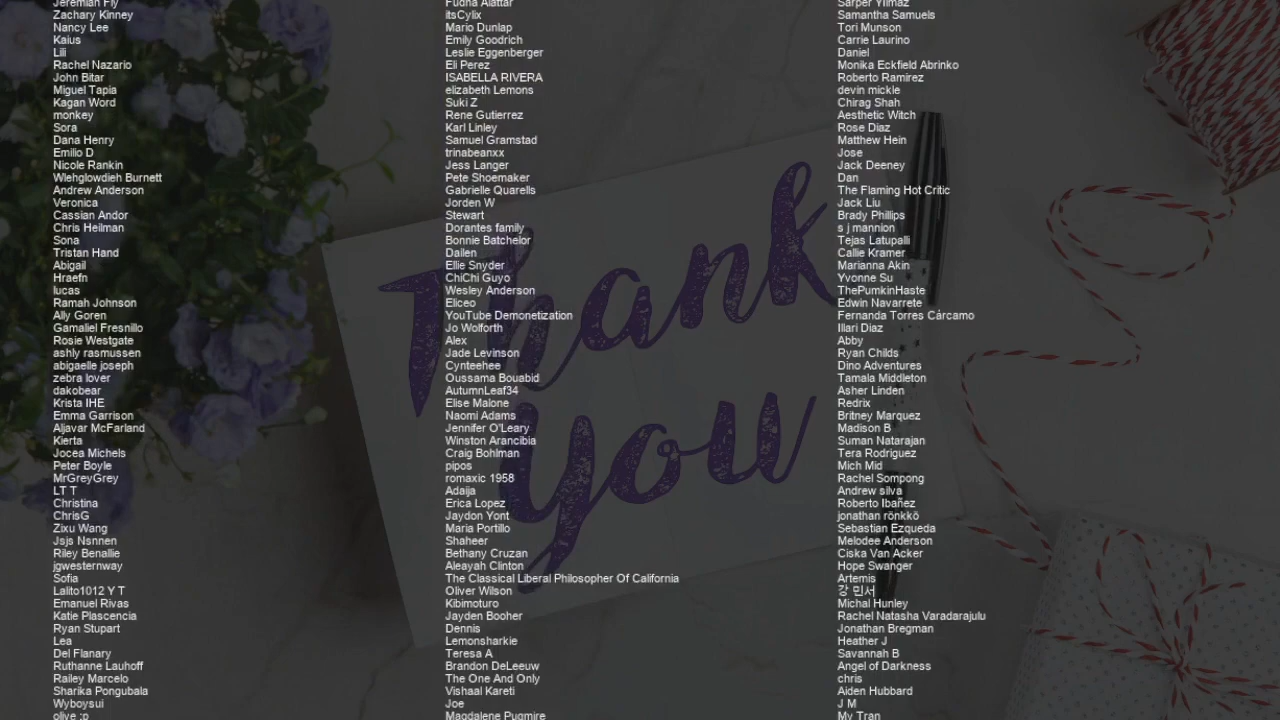 Jeremiah Fly
Zachary Kinney
Nancy Lee
Kaius
Lili
Rachel Nazario
John Bitar
Miguel Tapia
Kagan Word
monkey
Sora
Dana Henry
Emilio D
Nicole Rankin
Wlehglowdieh Burnett
Andrew Anderson
Veronica
Cassian Andor
Chris Heilman
Sona
Tristan Hand
Abigail
Hraefn
lucas
Ramah Johnson
Ally Goren
Gamaliel Fresnillo
Rosie Westgate
ashly rasmussen
abigaelle joseph
zebra lover
dakobear
Krista IHE
Emma Garrison
Aljavar McFarland
Kierta
Jocea Michels
Peter Boyle
MrGreyGrey
LT T
Christina
ChrisG
Zixu Wang
Jsjs Nsnnen
Riley Benallie
jgwesternway
Sofia
Lalito1012 Y T
Emanuel Rivas
Katie Plascencia
Ryan Stupart
Lea
Del Flanary
Ruthanne Lauhoff
Railey Marcelo
Sharika Pongubala
Wyboysui
olive :p
Fudha Alattar
itsCylix
Mario Dunlap
Emily Goodrich
Leslie Eggenberger
Eli Perez
ISABELLA RIVERA
elizabeth Lemons
Suki Z
Rene Gutierrez
Karl Linley
Samuel Gramstad
trinabeanxx
Jess Langer
Pete Shoemaker
Gabrielle Quarells
Jorden W
Stewart
Dorantes family
Bonnie Batchelor
Dallen
Ellie Snyder
ChiChi Guyo
Wesley Anderson
Eliceo
YouTube Demonetization
Jo Wolforth
Alex
Jade Levinson
Cynteehee
Oussama Bouabid
AutumnLeaf34
Elise Malone
Naomi Adams
Jennifer O'Leary
Winston Arancibia
Craig Bohlman
pipos
romaxic 1958
Adaija
Erica Lopez
Jaydon Yont
Maria Portillo
Shaheer
Bethany Cruzan
Aleayah Clinton
The Classical Liberal Philosopher Of California
Oliver Wilson
Kibimoturo
Jayden Booher
Dennis
Lemonsharkie
Teresa A
Brandon DeLeeuw
The One And Only
Vishaal Kareti
Joe
Magdalene Pugmire
Sarper Yilmaz
Samantha Samuels
Tori Munson
Carrie Laurino
Daniel
Monika Eckfield Abrinko
Roberto Ramirez
devin mickle
Chirag Shah
Aesthetic Witch
Rose Diaz
Matthew Hein
Jose
Jack Deeney
Dan
The Flaming Hot Critic
Jack Liu
Brady Phillips
s j mannion
Tejas Latupalli
Callie Kramer
Marianna Akin
Yvonne Su
ThePumkinHaste
Edwin Navarrete
Fernanda Torres Cárcamo
Illari Diaz
Abby
Ryan Childs
Dino Adventures
Tamala Middleton
Asher Linden
Redrix
Britney Marquez
Madison B
Suman Natarajan
Tera Rodriguez
Mich Mid
Rachel Sompong
Andrew silva
Roberto Ibañez
jonathan rönkkö
Sebastian Ezqueda
Melodee Anderson
Ciska Van Acker
Hope Swanger
Artemis
강 민서
Michal Hunley
Rachel Natasha Varadarajulu
Jonathan Bregman
Heather J
Savannah B
Angel of Darkness
chris
Aiden Hubbard
J M
My Tran
Thank
you